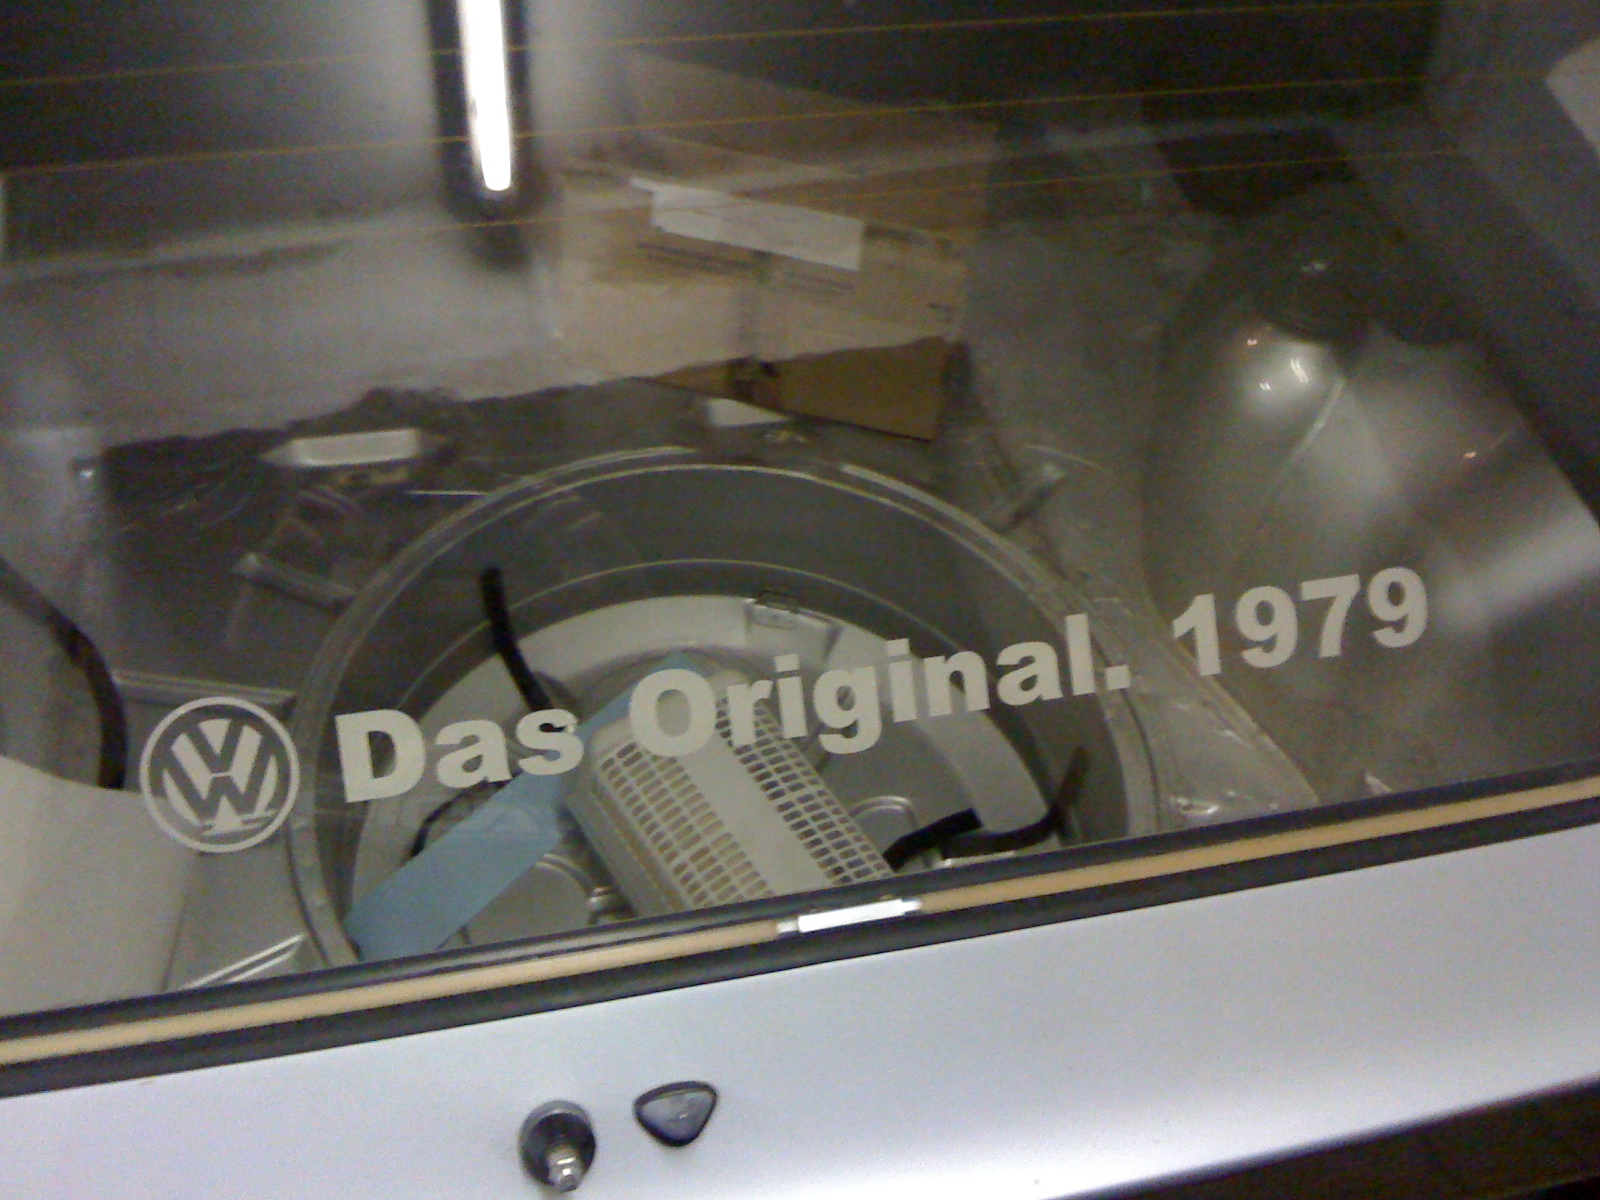 Das Original. 1979